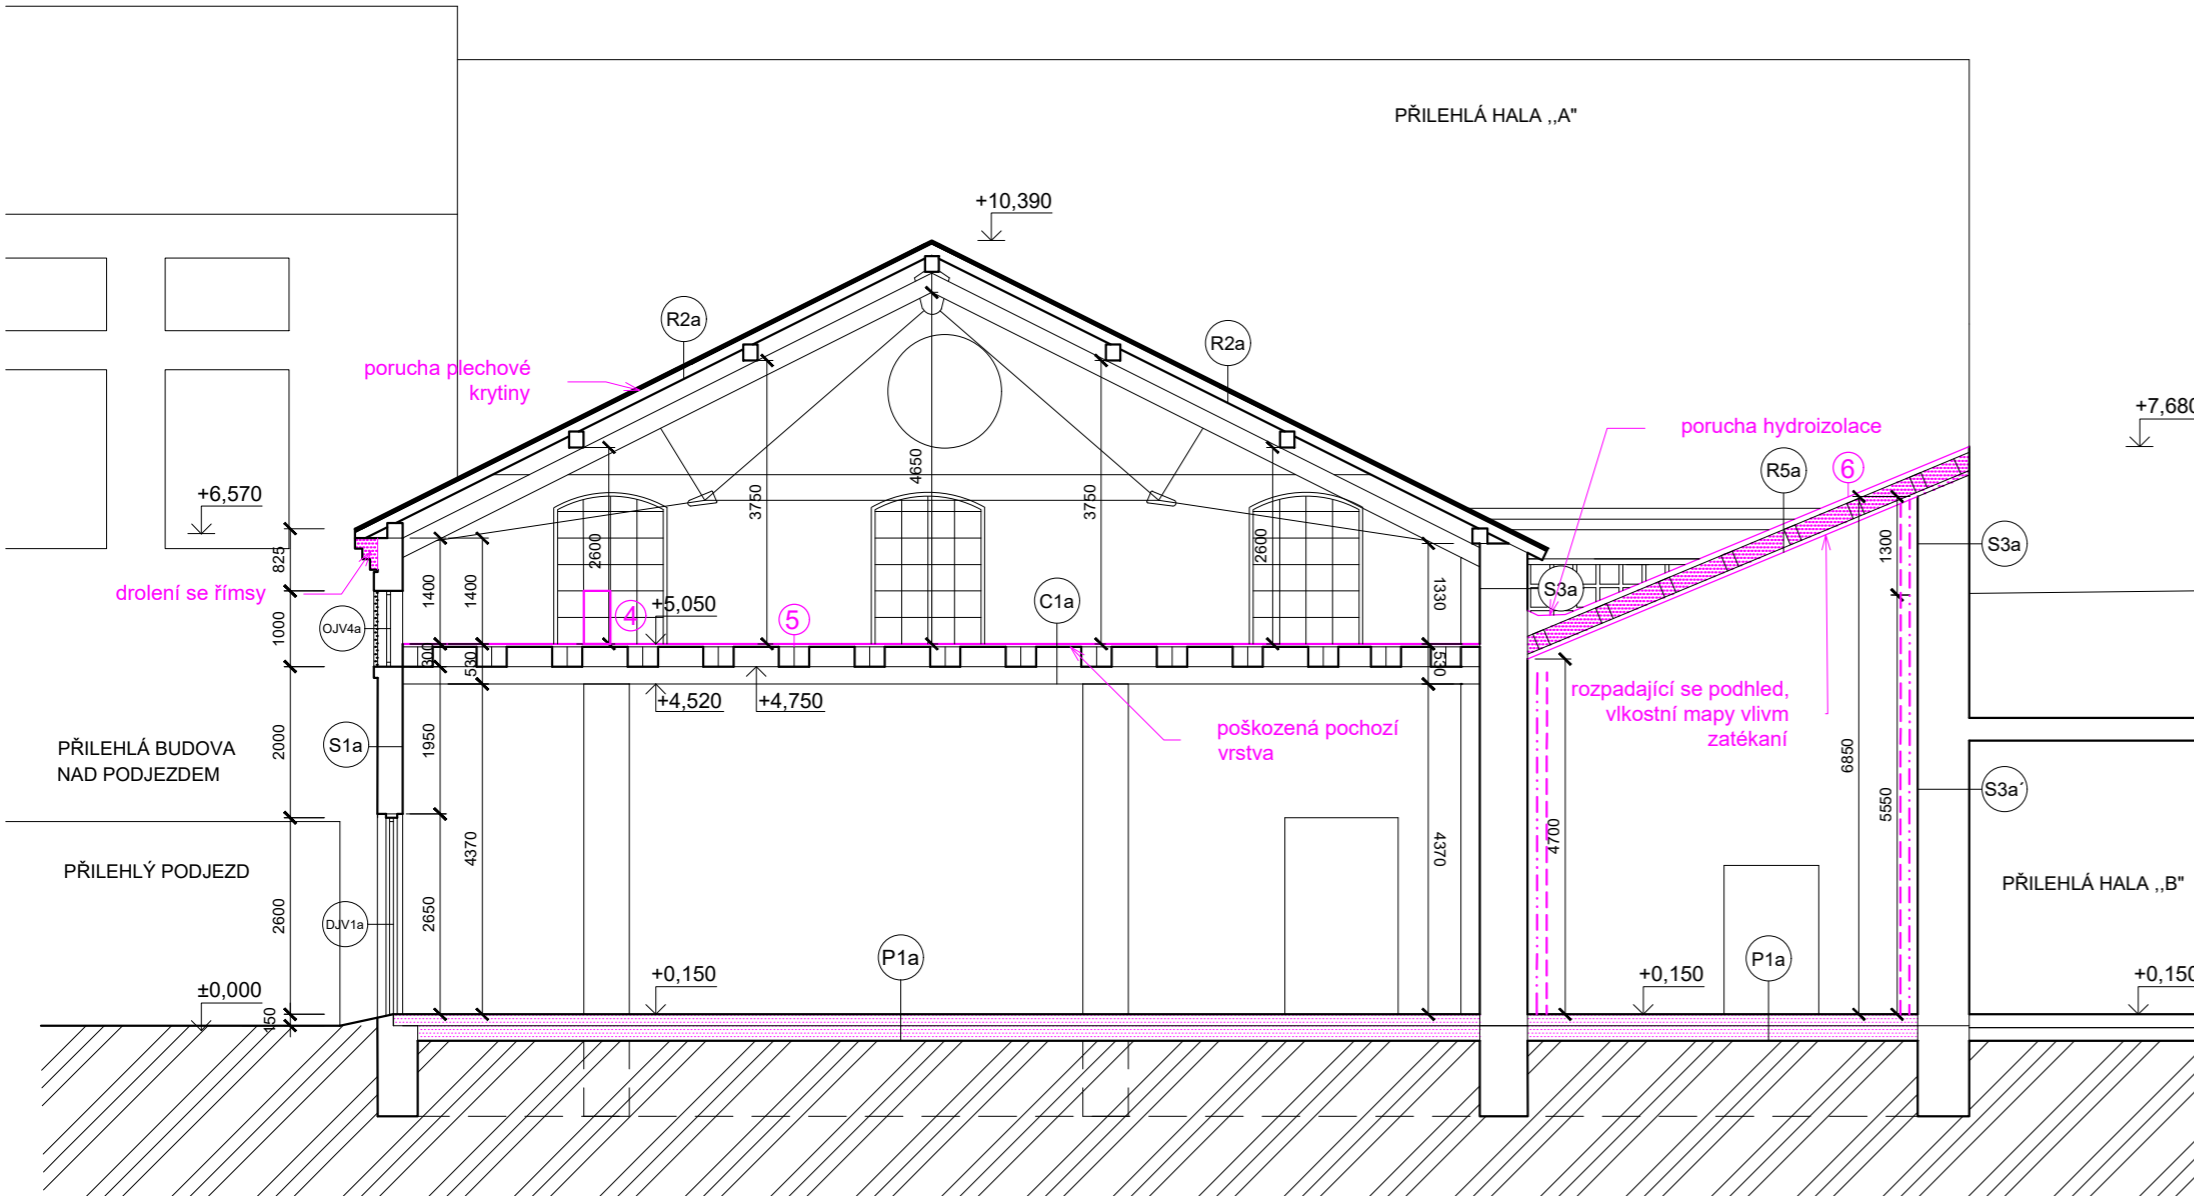 PŘILEHLÁ HALA ,,A"
+10,390
R2a
R2a
porucha plechové
krytiny
+7,680
porucha hydroizolace
R5a
6
+6,570
4650
3750
3750
2600
2600
825
1400
1400
1330
1300
S3a
S3a
drolení se římsy
OJV4a
1000
4
+5,050
5
C1a
300
530
530
+4,520
+4,750
rozpadající se podhled,
vlkostní mapy vlivm
zatékaní
poškozená pochozí
vrstva
S1a
2000
1950
PŘILEHLÁ BUDOVA
NAD PODJEZDEM
6850
5550
S3a´
4700
4370
4370
PŘILEHLÝ PODJEZD
PŘILEHLÁ HALA ,,B"
2600
2650
DJV1a
P1a
P1a
±0,000
+0,150
+0,150
+0,150
150